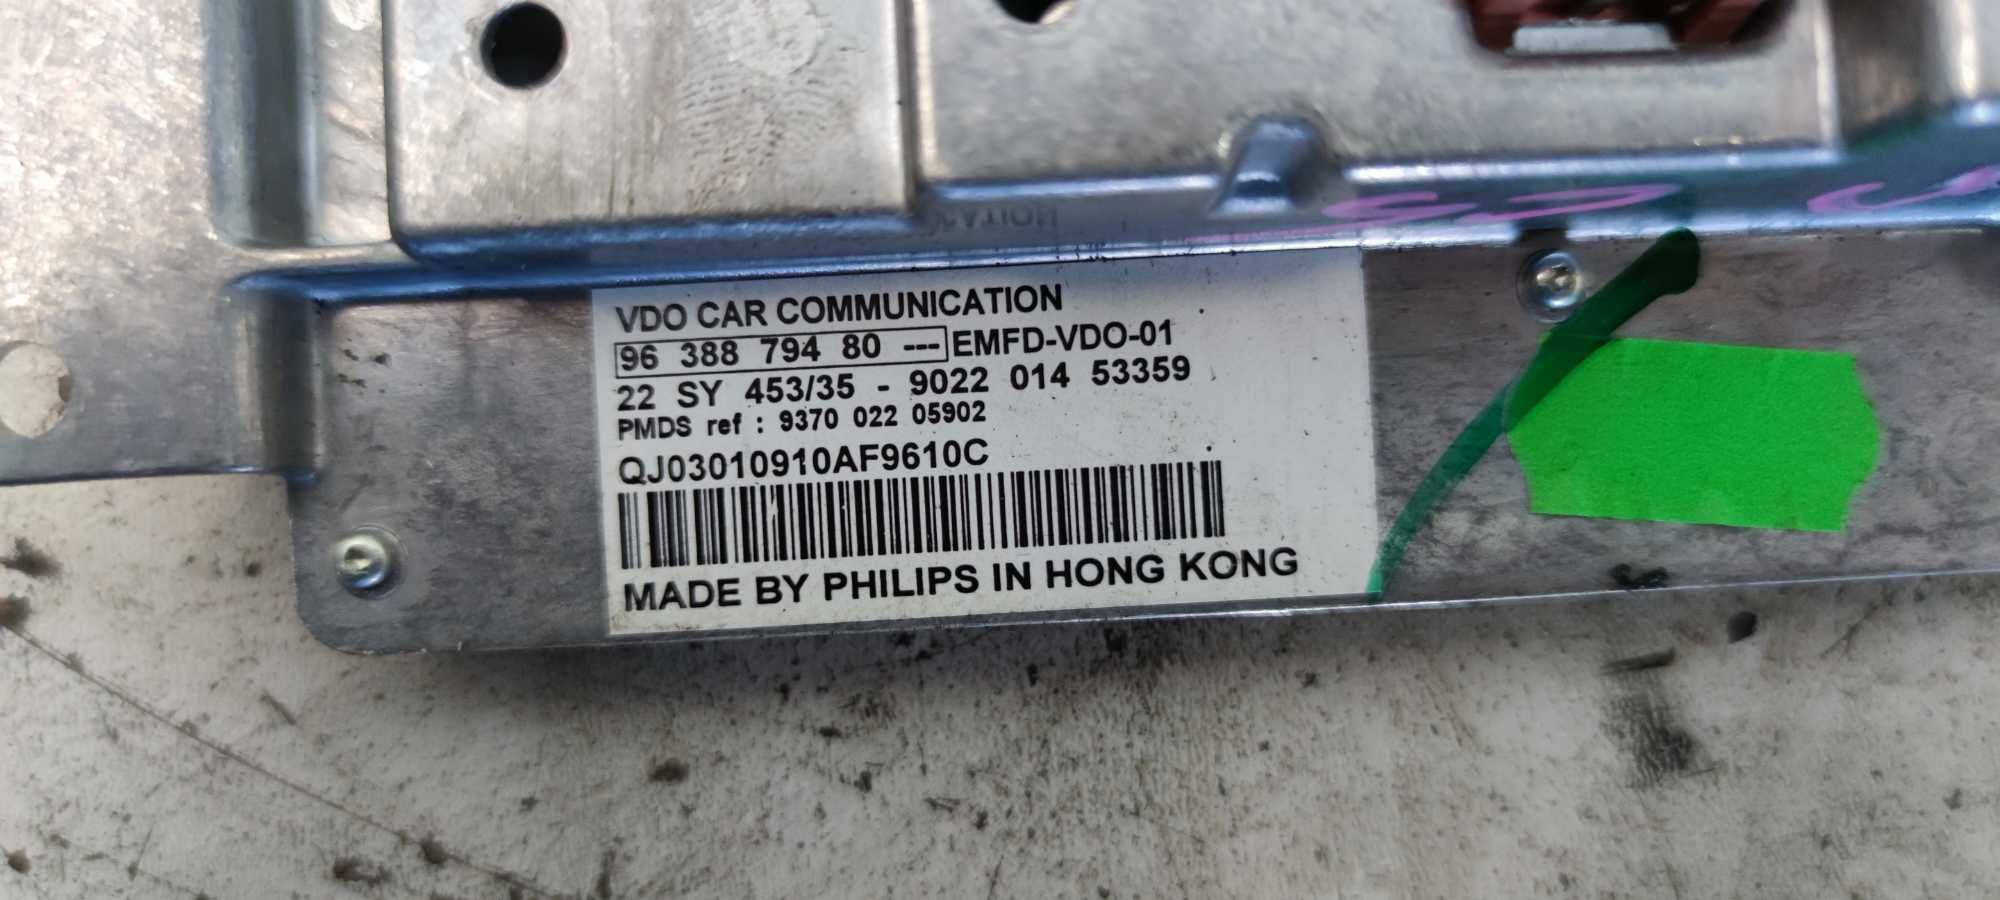 VDO CAR COMMUNICATION
96 388 794 80 --- EMFD-VDO-01
22 SY 453/35 - 9022 014 53359
PMDS ref : 9370 022 05902
QJ03010910AF9610C
MADE BY PHILIPS IN HONG KONG